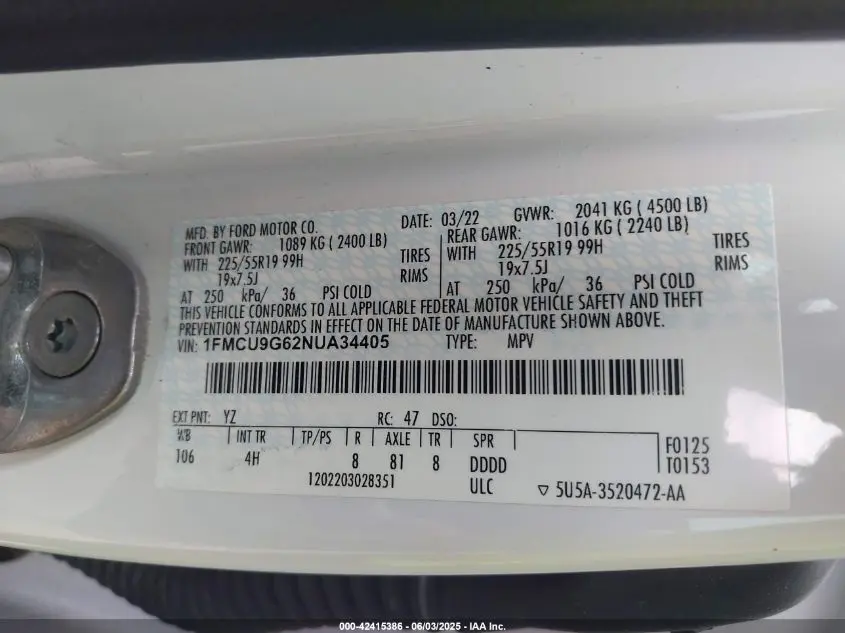 MFD. BY FORD MOTOR CO. DATE: 03/22 GVWR: 2041 KG ( 4500 LB)
FRONT GAWR: 1089 KG ( 2400 LB) REAR GAWR: 1016 KG ( 2240 LB)
WITH 225/55R19 99H TIRES WITH 225/55R19 99H TIRES
19x7.5J RIMS 19x7.5J RIMS
AT 250 kPa/ 36 PSI COLD AT 250 kPa/ 36 PSI COLD
THIS VEHICLE CONFORMS TO ALL APPLICABLE FEDERAL MOTOR VEHICLE SAFETY AND THEFT
PREVENTION STANDARDS IN EFFECT ON THE DATE OF MANUFACTURE SHOWN ABOVE.
VIN: 1FMCU9G62NUA34405 TYPE: MPV
EXT PNT: YZ RC: 47 DSO:
WB INT TR TP/PS R AXLE TR SPR
106 4H 8 81 8 DDDD
F0125
T0153
1202203028351 ULC ▽ 5U5A-3520472-AA
000-42415386 - 06/03/2025 - IAA Inc.